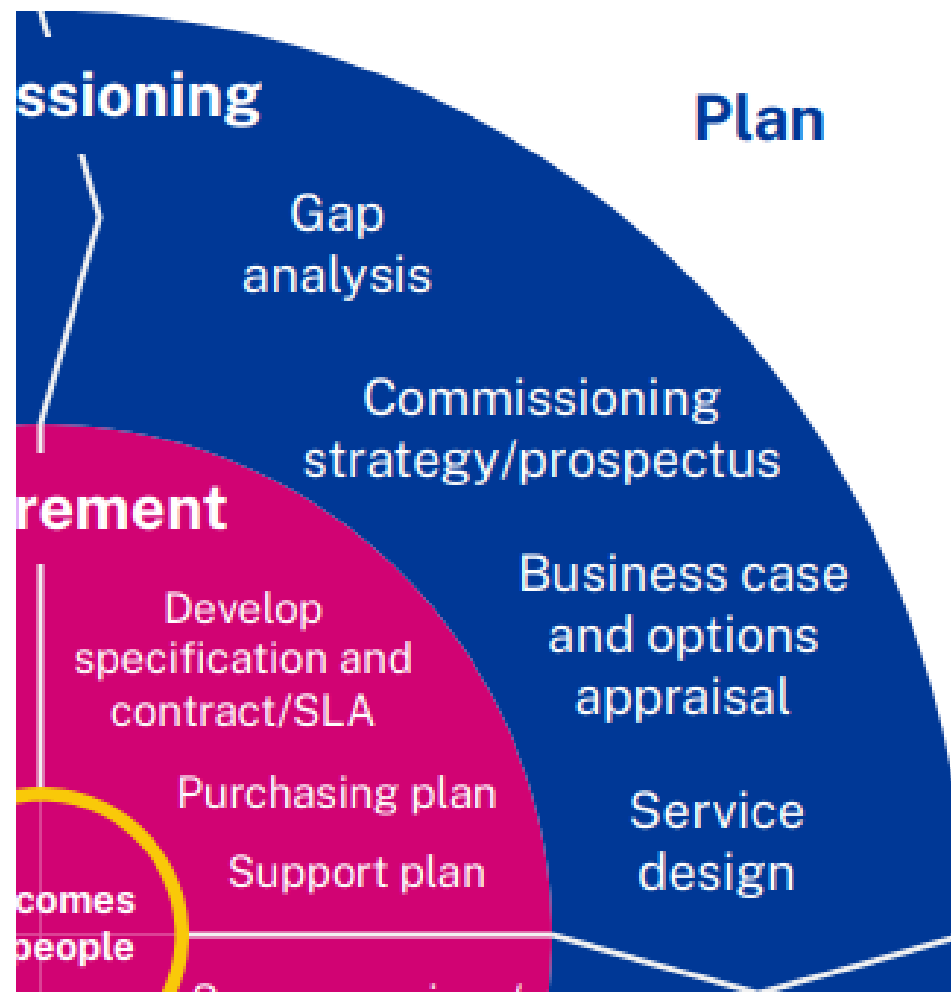 ssioning
Plan
Gap
analysis
Commissioning
strategy/prospectus
rement
Business case
and options
appraisal
Develop
specification and
contract/SLA
Purchasing plan
Support plan
Service
design
comes
people